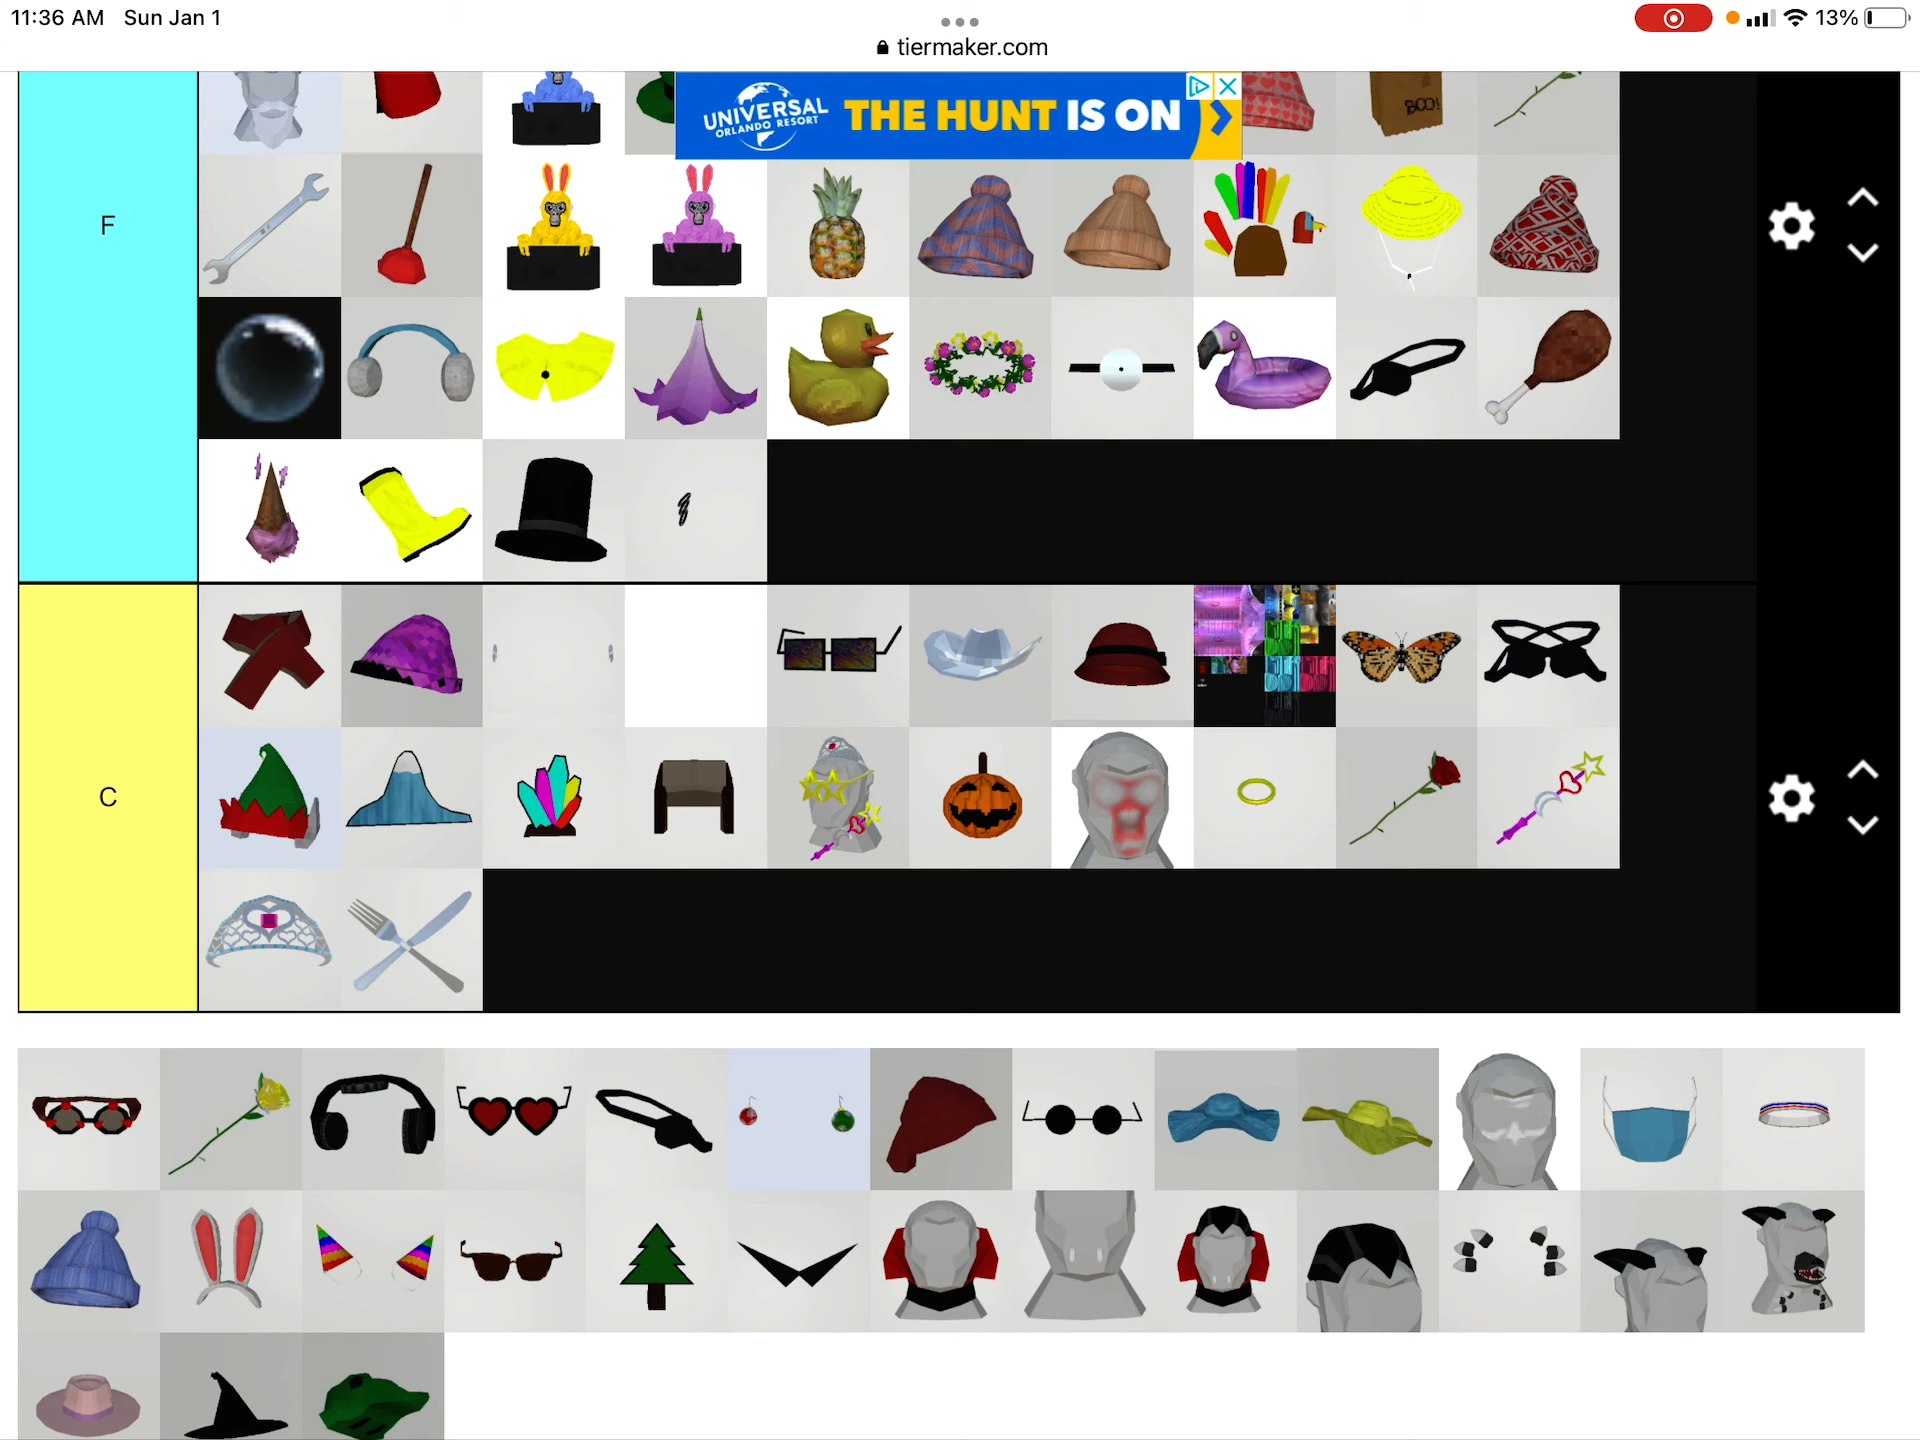 11:36 AM Sun Jan 1
13%
tiermaker.com
UNIVERSAL
ORLANDO RESORT
THE HUNT IS ON
BOO!
F
C